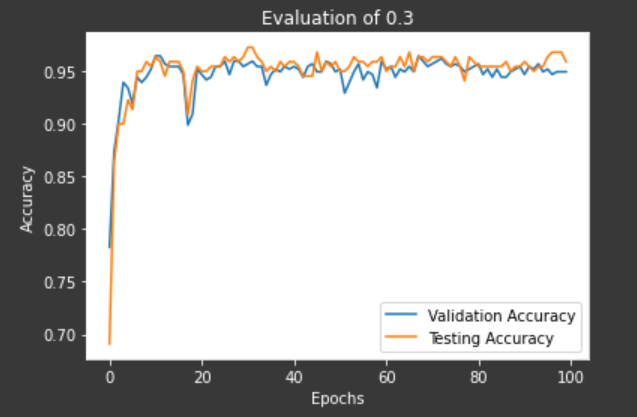 Evaluation of 0.3
Accuracy
0.95
0.90
0.85
0.80
0.75
0.70
Validation Accuracy
Testing Accuracy
0 20 40 60 80 100
Epochs